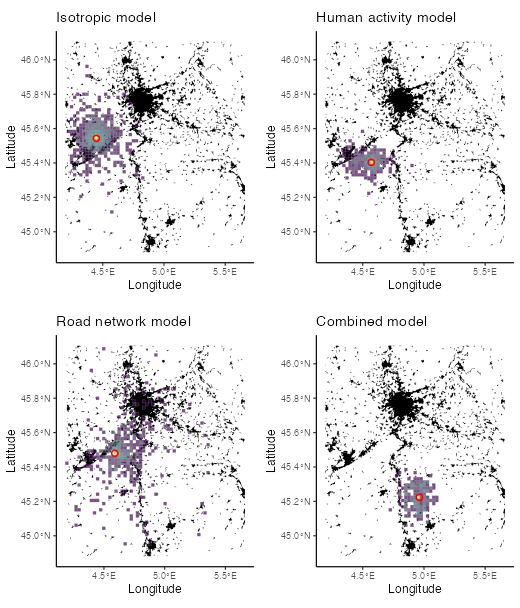 Isotropic model
Human activity model
46.0°N
45.8°N
45.6°N
45.4°N
45.2°N
45.0°N
Latitude
4.5°E 5.0°E 5.5°E
Longitude
46.0°N
45.8°N
45.6°N
45.4°N
45.2°N
45.0°N
Latitude
4.5°E 5.0°E 5.5°E
Longitude
Road network model
Combined model
46.0°N
45.8°N
45.6°N
45.4°N
45.2°N
45.0°N
Latitude
4.5°E 5.0°E 5.5°E
Longitude
46.0°N
45.8°N
45.6°N
45.4°N
45.2°N
45.0°N
Latitude
4.5°E 5.0°E 5.5°E
Longitude